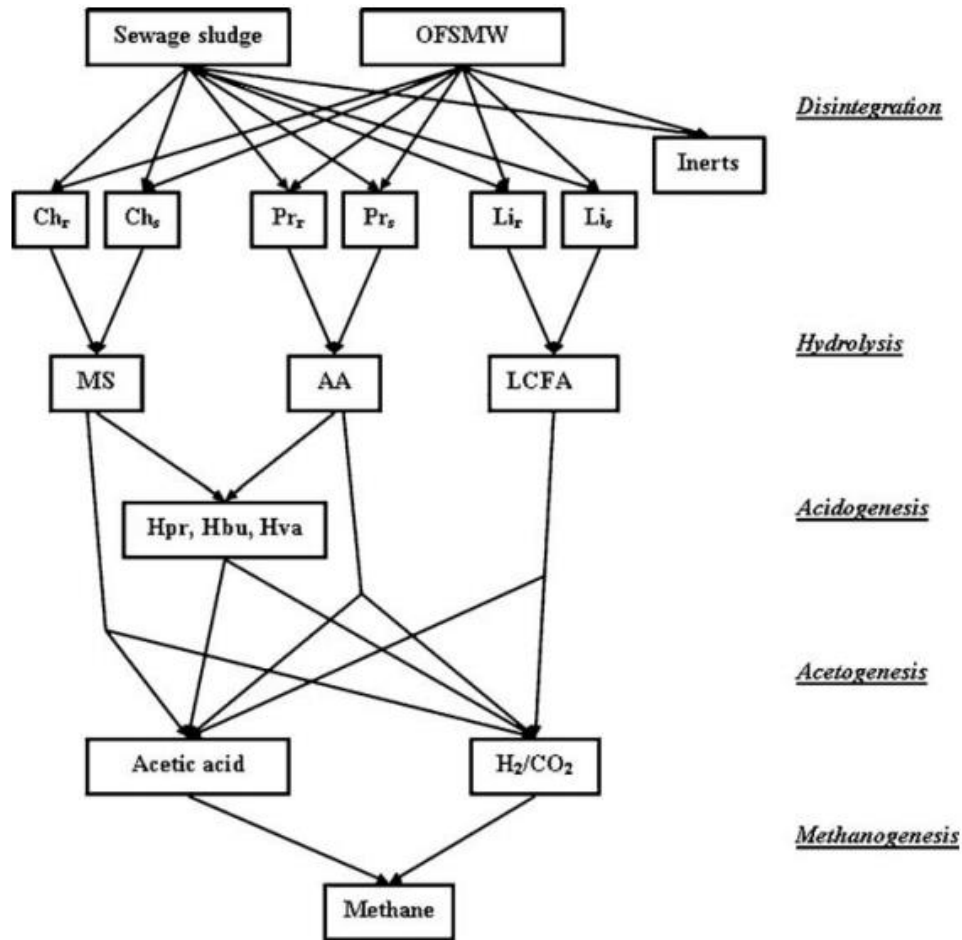 Sewage sludge
OFSMW
Disintegration
Inerts
Chr
Chs
Prr
Prs
Lir
Lis
Hydrolysis
MS
AA
LCFA
Acidogenesis
Hpr, Hbu, Hva
Acetogenesis
Acetic acid
H2/CO2
Methanogenesis
Methane